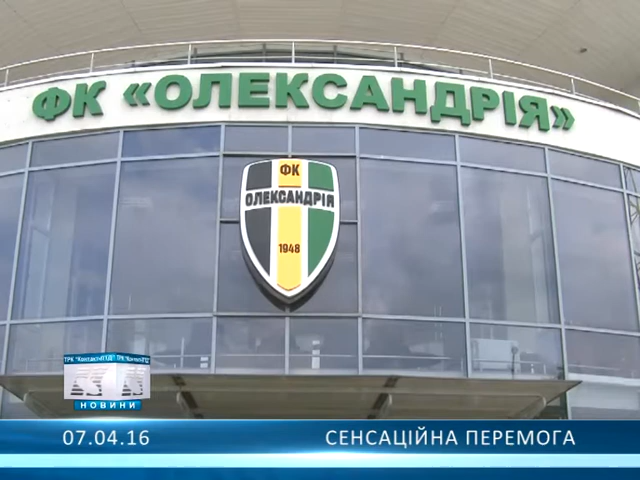 ФК «ОЛЕКСАНДРІЯ»
ФК
ОЛЕКСАНДРІЯ
1948
НОВИНИ
07.04.16 СЕНСАЦІЙНА ПЕРЕМОГА